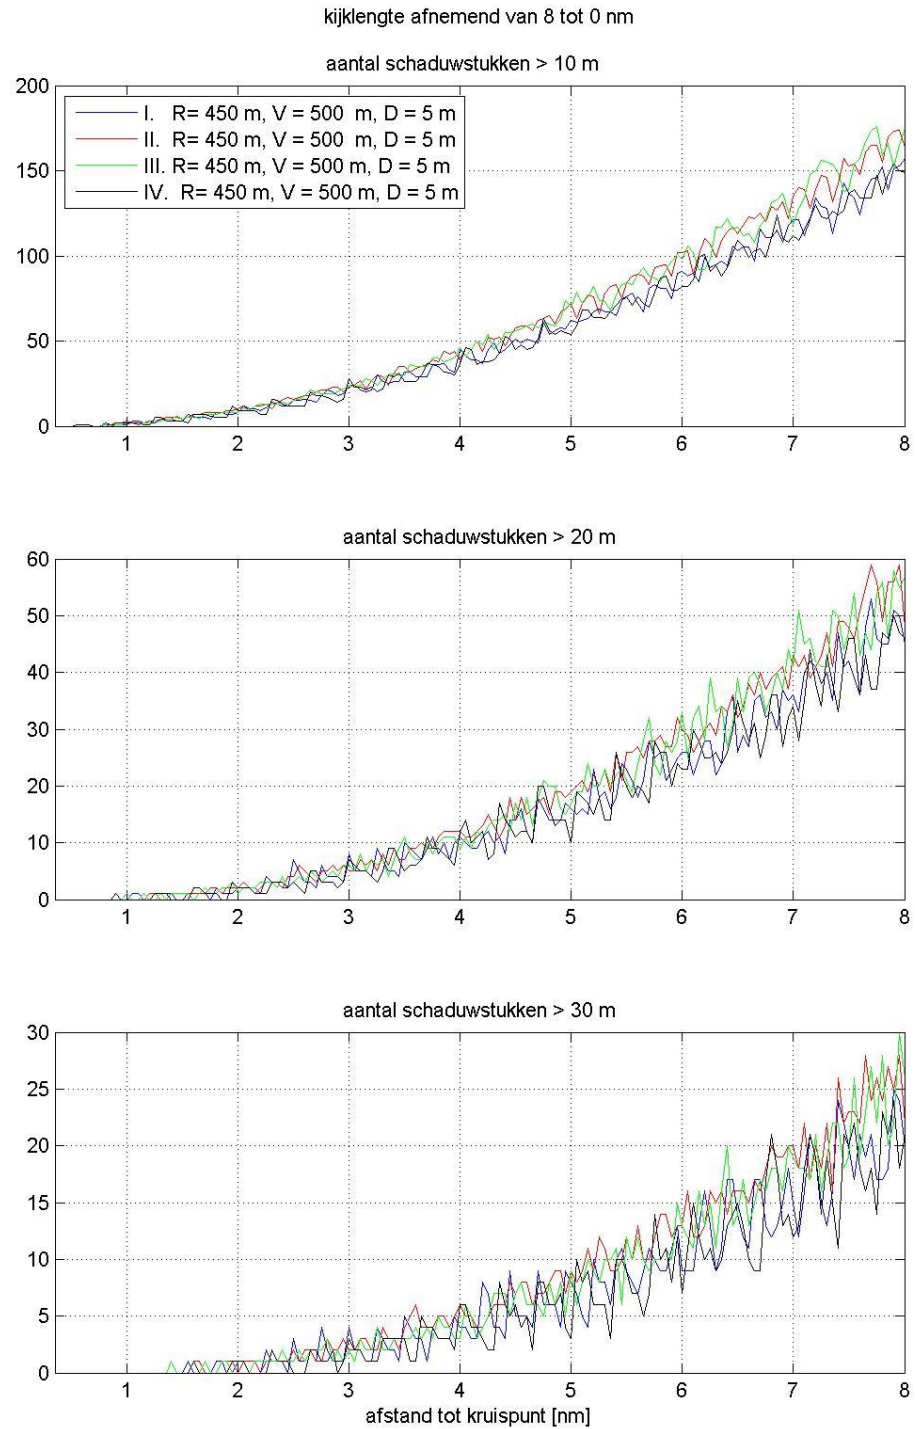 kijklengte afnemend van 8 tot 0 nm
aantal schaduwstukken > 10 m
200
150
100
50
0
I. R= 450 m, V = 500 m, D = 5 m
II. R= 450 m, V = 500 m, D = 5 m
III. R= 450 m, V = 500 m, D = 5 m
IV. R= 450 m, V = 500 m, D = 5 m
1 2 3 4 5 6 7 8
aantal schaduwstukken > 20 m
60
50
40
30
20
10
0
1 2 3 4 5 6 7 8
aantal schaduwstukken > 30 m
30
25
20
15
10
5
0
1 2 3 4 5 6 7 8
afstand tot kruispunt [nm]